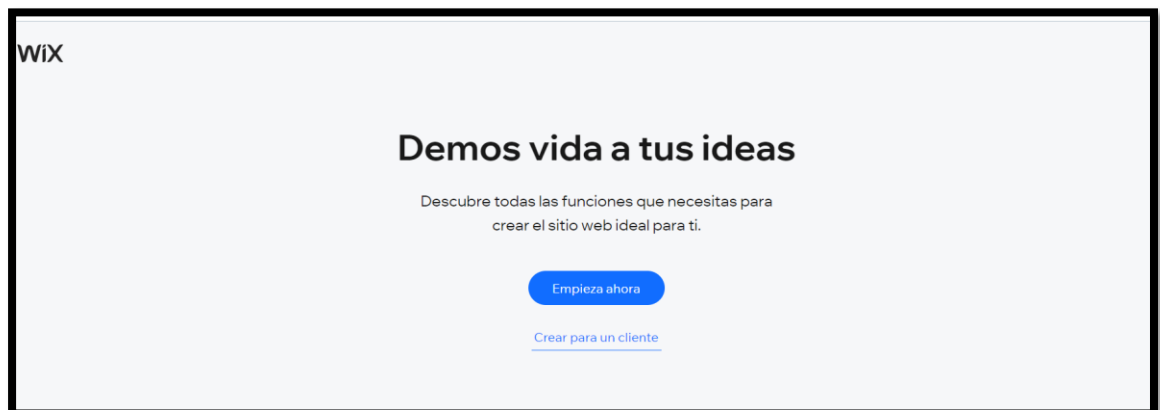 WiX
Demos vida a tus ideas
Descubre todas las funciones que necesitas para
crear el sitio web ideal para ti.
Empieza ahora
Crear para un cliente